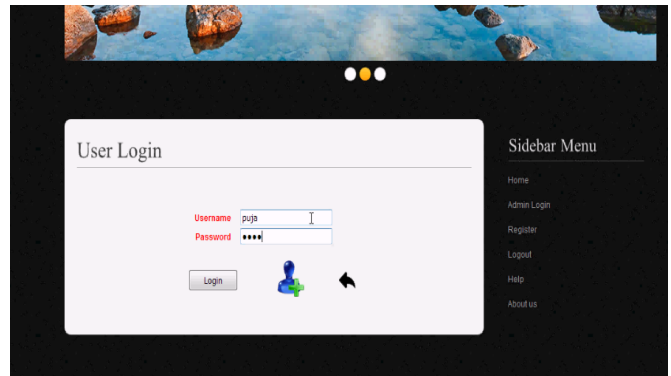 User Login
Username puja
Password ••••
Login
Sidebar Menu
Home
Admin Login
Register
Logout
Help
About us